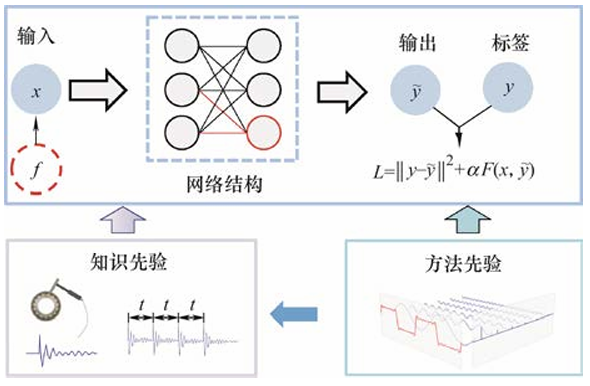 输入
x
f
网络结构
输出
标签
ỹ
y
L=‖y-ỹ‖²+αF(x, ỹ)
知识先验
t t t
方法先验